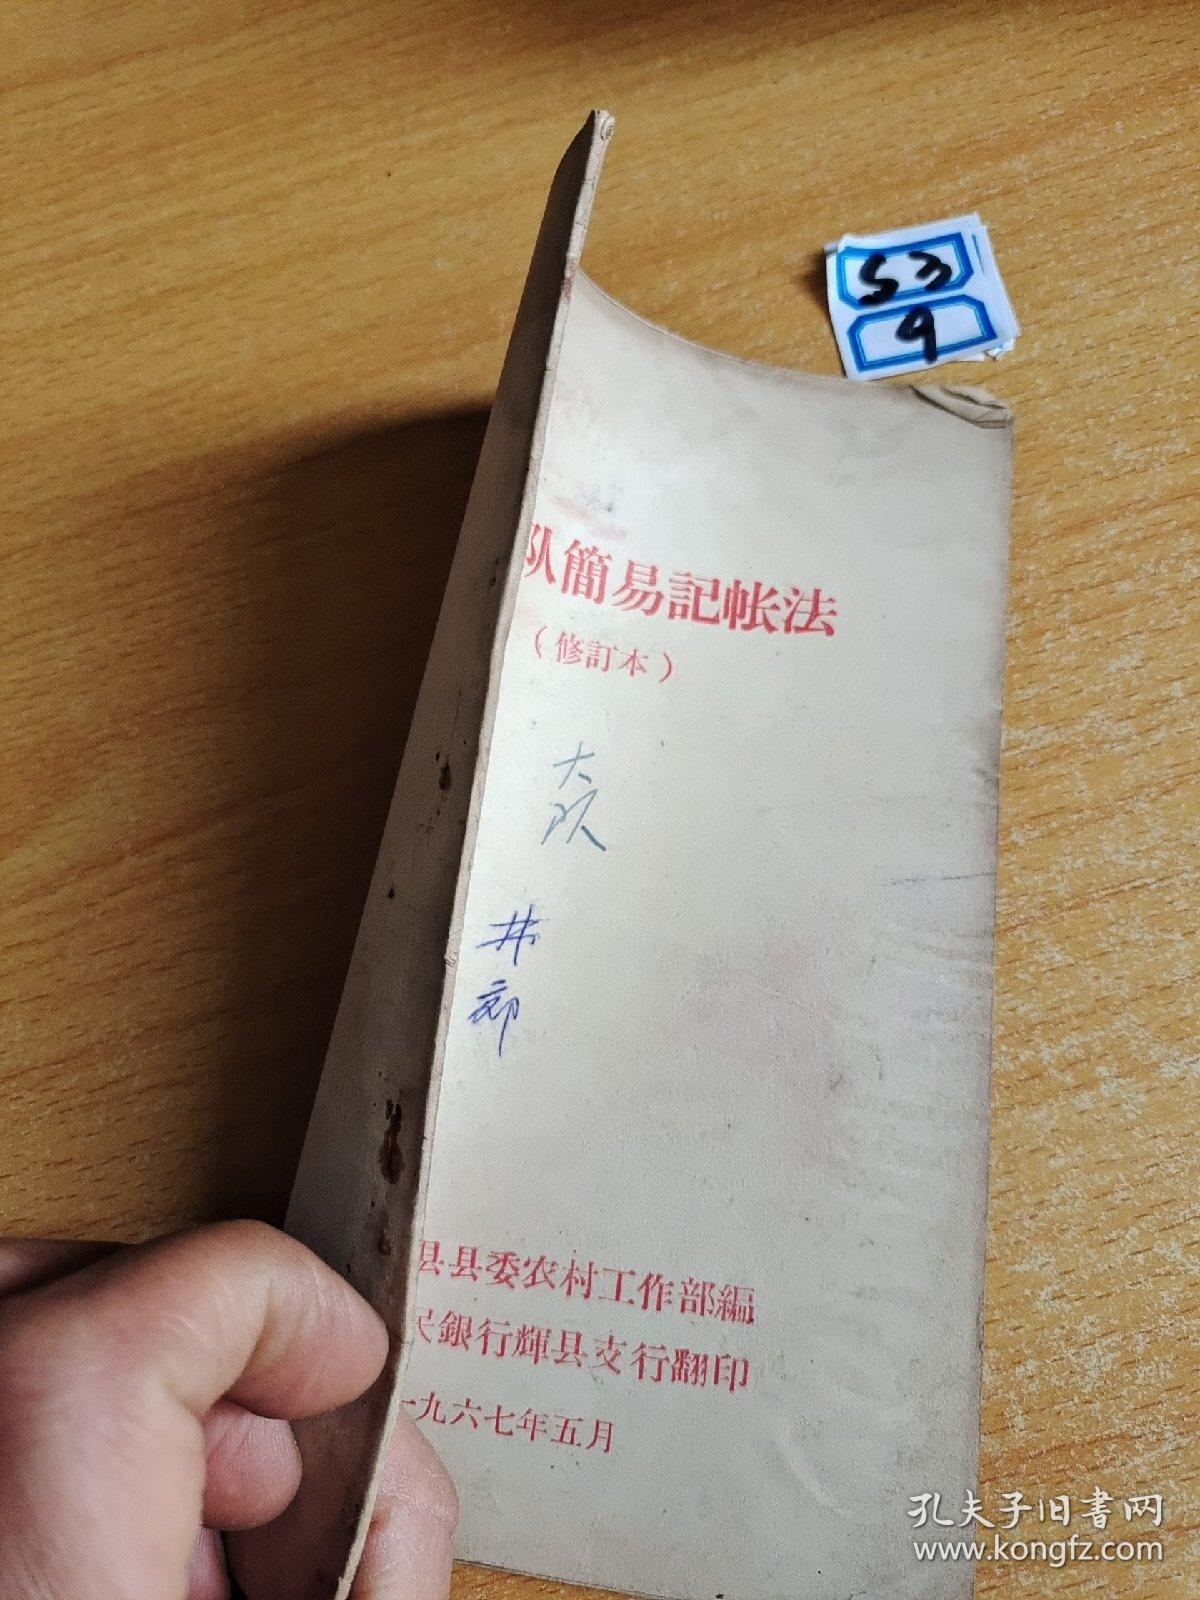 53
9
队簡易記帐法
（修訂本）
大队
井
县县委农村工作部編
民銀行輝县支行翻印
一九六七年五月
孔夫子旧書网
www.kongfz.com